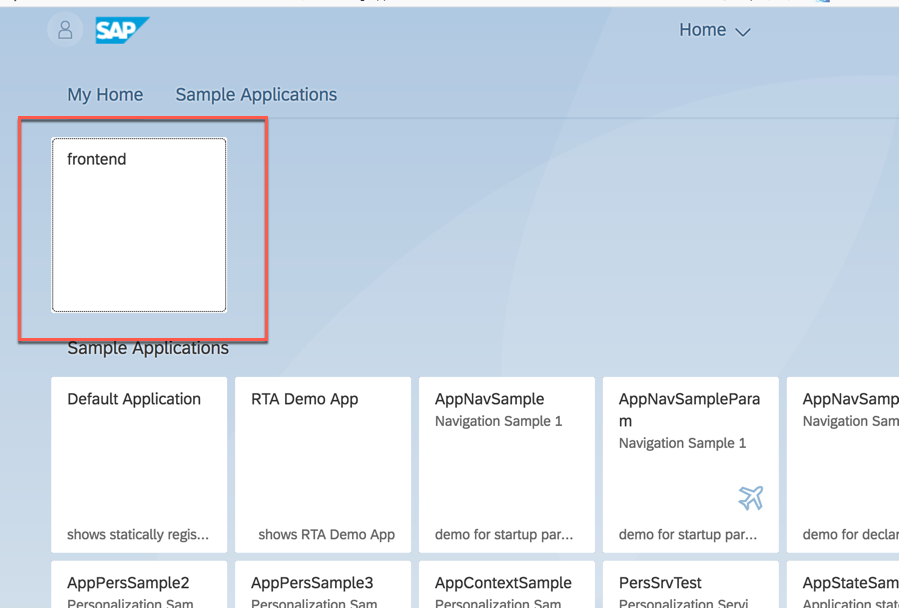 SAP
Home
My Home Sample Applications
frontend
Sample Applications
Default Application
shows statically regis...
RTA Demo App
shows RTA Demo App
AppNavSample
Navigation Sample 1
demo for startup par...
AppNavSamplePara
m
Navigation Sample 1
demo for startup par...
AppNavSamp
Navigation Sam
demo for declar
AppPersSample2
Personalization Sam
AppPersSample3
Personalization Sam
AppContextSample
Personalization Sam
PersSrvTest
Personalization Servi
AppStateSam
Application state